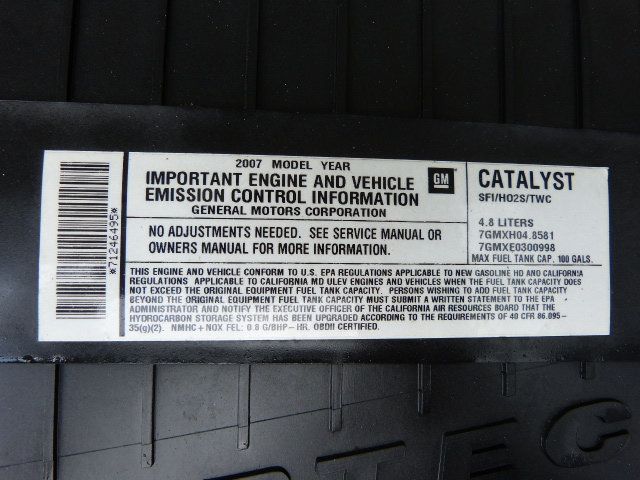 *71246495*
2007 MODEL YEAR
IMPORTANT ENGINE AND VEHICLE
EMISSION CONTROL INFORMATION
GENERAL MOTORS CORPORATION
GM
CATALYST
SFI/HO2S/TWC
NO ADJUSTMENTS NEEDED. SEE SERVICE MANUAL OR
OWNERS MANUAL FOR MORE INFORMATION.
4.8 LITERS
7GMXH04.8581
7GMXE0300998
MAX FUEL TANK CAP. 100 GALS.
THIS ENGINE AND VEHICLE CONFORM TO U.S. EPA REGULATIONS APPLICABLE TO NEW GASOLINE HD AND CALIFORNIA
REGULATIONS APPLICABLE TO CALIFORNIA MD ULEV ENGINES AND VEHICLES WHEN THE FUEL TANK CAPACITY DOES
NOT EXCEED THE ORIGINAL EQUIPMENT FUEL TANK CAPACITY. PERSONS WISHING TO ADD FUEL TANK CAPACITY
BEYOND THE ORIGINAL EQUIPMENT FUEL TANK CAPACITY MUST SUBMIT A WRITTEN STATEMENT TO THE EPA
ADMINISTRATOR AND NOTIFY THE EXECUTIVE OFFICER OF THE CALIFORNIA AIR RESOURCES BOARD THAT THE
HYDROCARBON STORAGE SYSTEM HAS BEEN UPGRADED ACCORDING TO THE REQUIREMENTS OF 40 CFR 86.095-
35(g)(2). NMHC+NOX FEL: 0.8 G/BHP-HR. OBDII CERTIFIED.